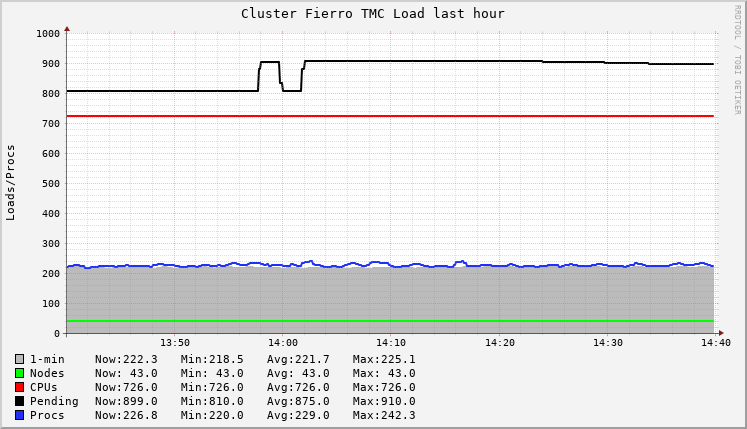 Cluster Fierro TMC Load last hour
RRDTOOL / TOBI OETIKER
Loads/Procs
1000
900
800
700
600
500
400
300
200
100
0
13:50 14:00 14:10 14:20 14:30 14:40
1-min Now:222.3 Min:218.5 Avg:221.7 Max:225.1
Nodes Now: 43.0 Min: 43.0 Avg: 43.0 Max: 43.0
CPUs Now:726.0 Min:726.0 Avg:726.0 Max:726.0
Pending Now:899.0 Min:810.0 Avg:875.0 Max:910.0
Procs Now:226.8 Min:220.0 Avg:229.0 Max:242.3